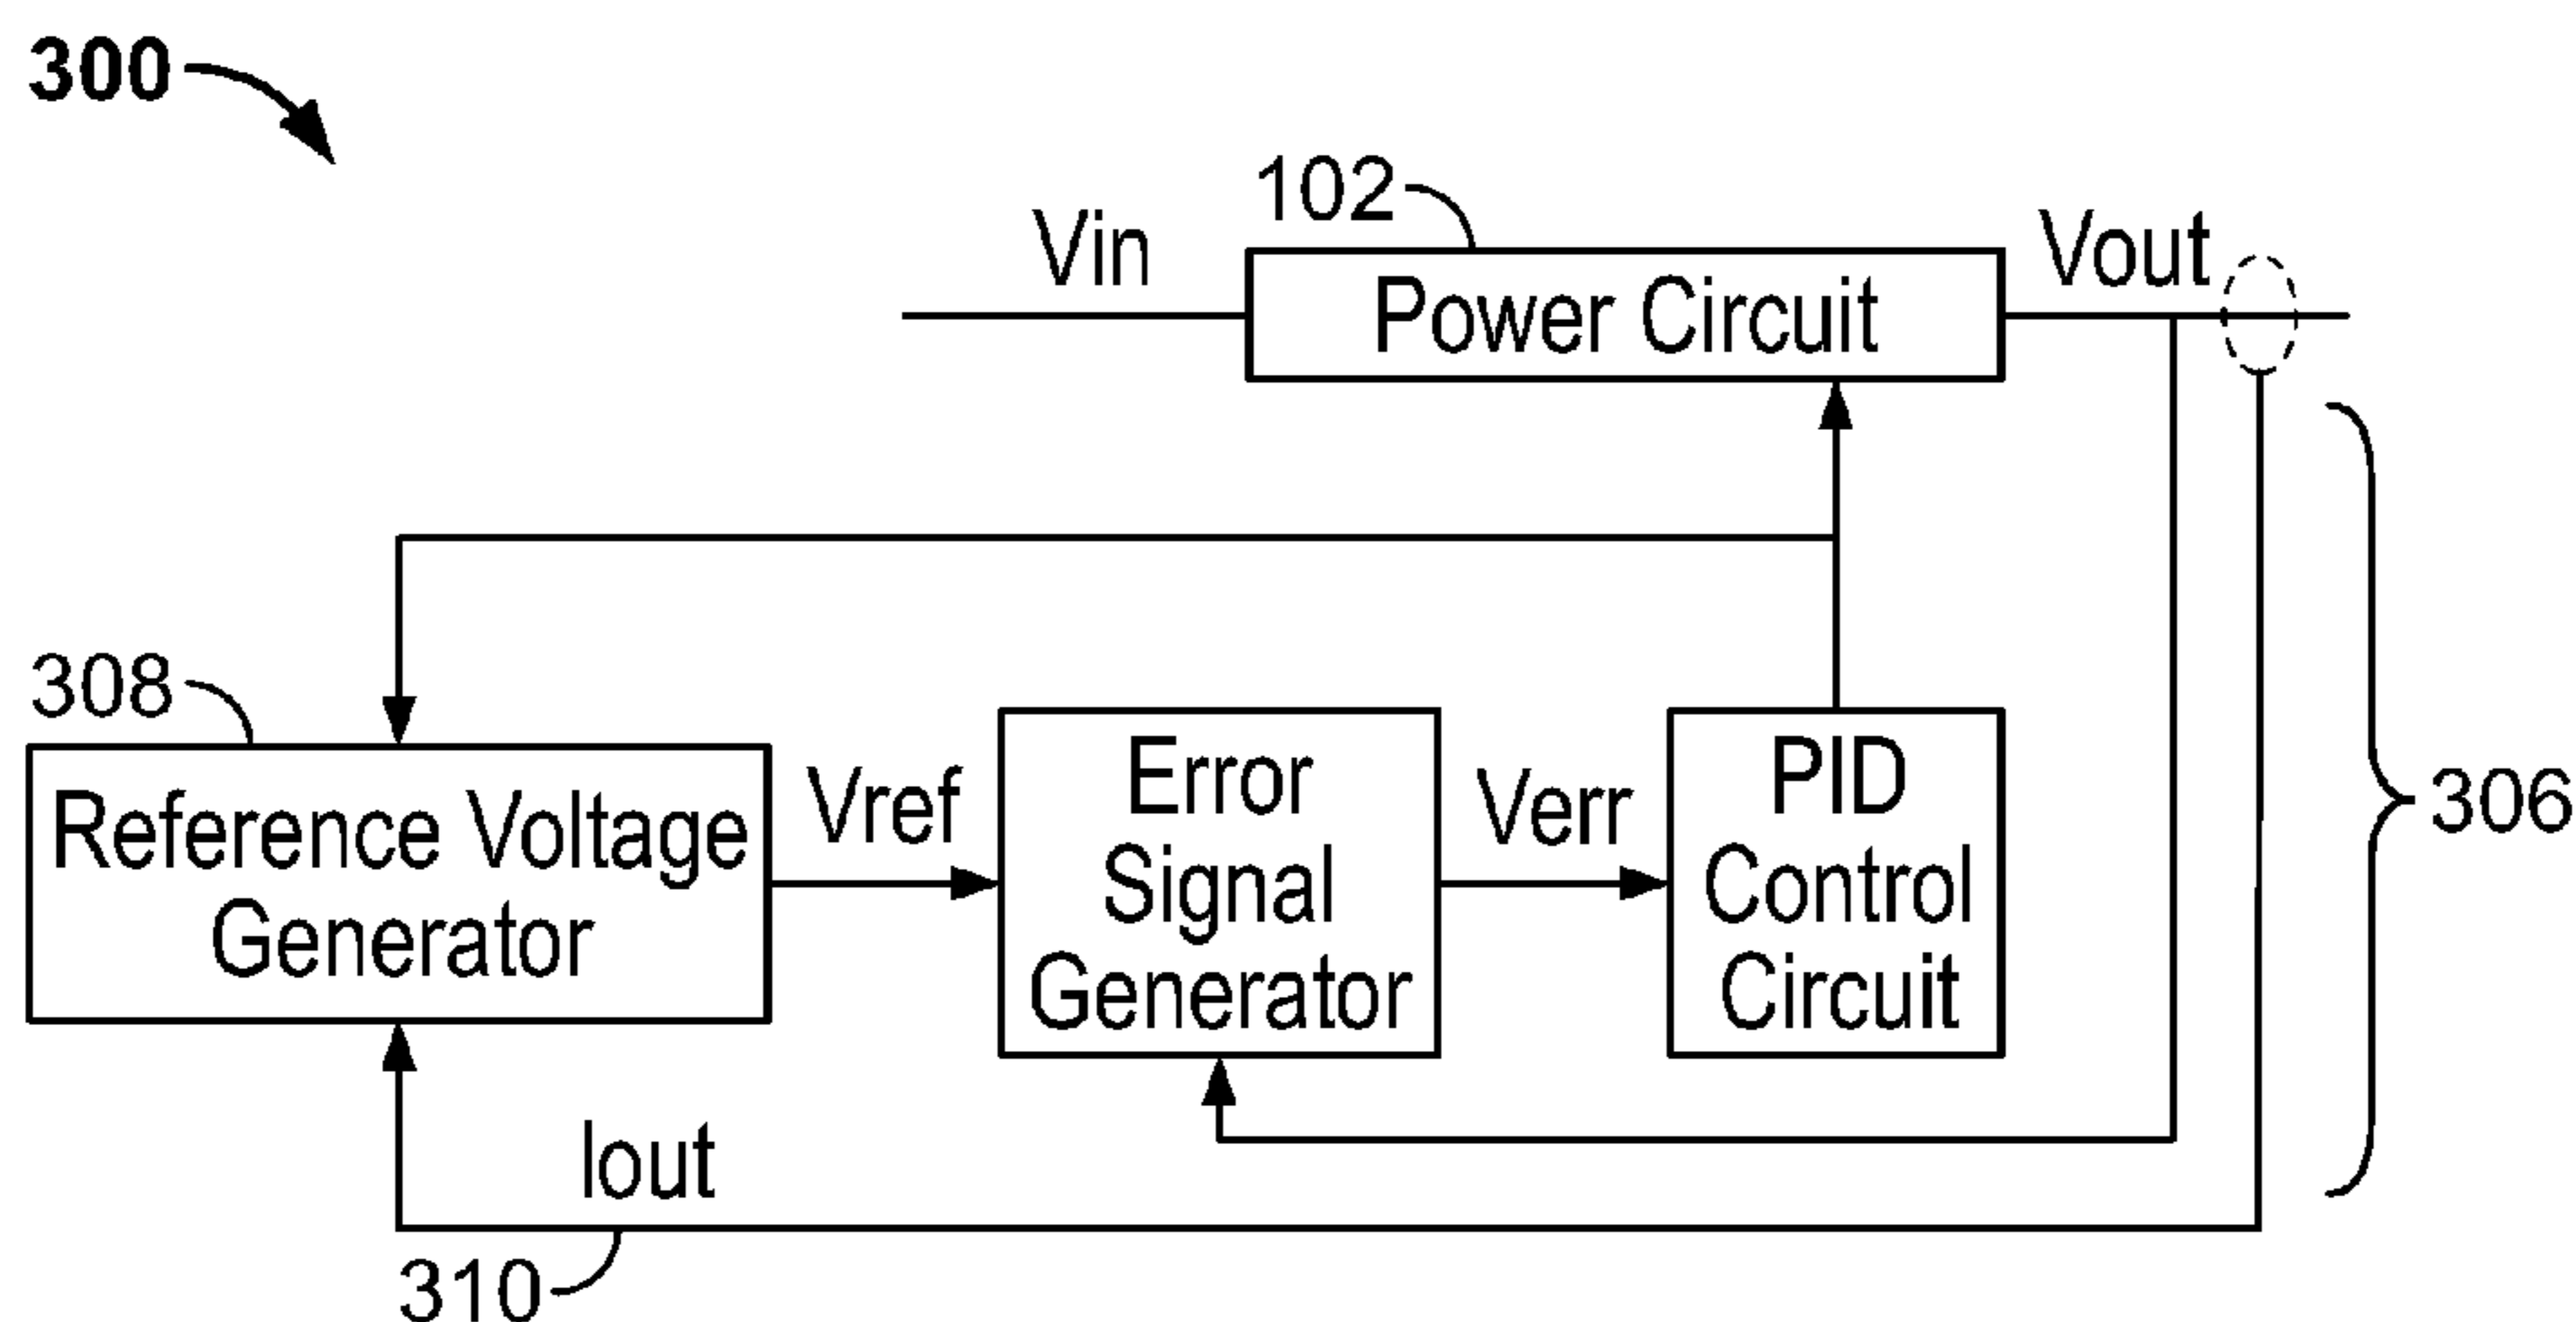 300
102
Vin
Power Circuit
Vout
308
Reference Voltage
Generator
Vref
Error
Signal
Generator
Verr
PID
Control
Circuit
306
Iout
310